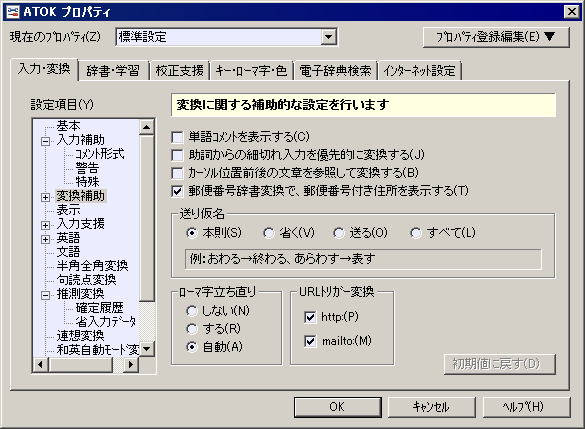 ATOK プロパティ
現在のプロパティ(Z) 標準設定 プロパティ登録編集(E) ▼
入力・変換 辞書・学習 校正支援 キー・ローマ字・色 電子辞典検索 インターネット設定
設定項目(Y)
基本
入力補助
コメント形式
警告
特殊
変換補助
表示
入力支援
英語
文語
半角全角変換
句読点変換
推測変換
確定履歴
省入力データ
連想変換
和英自動モード変
変換に関する補助的な設定を行います
単語コメントを表示する(C)
助詞からの細切れ入力を優先的に変換する(J)
カーソル位置前後の文章を参照して変換する(B)
郵便番号辞書変換で、郵便番号付き住所を表示する(T)
送り仮名
本則(S) 省く(V) 送る(O) すべて(L)
例:おわる→終わる、あらわす→表す
ローマ字立ち直り
しない(N)
する(R)
自動(A)
URLトリガー変換
http:(P)
mailto:(M)
初期値に戻す(D)
OK キャンセル ヘルプ(H)